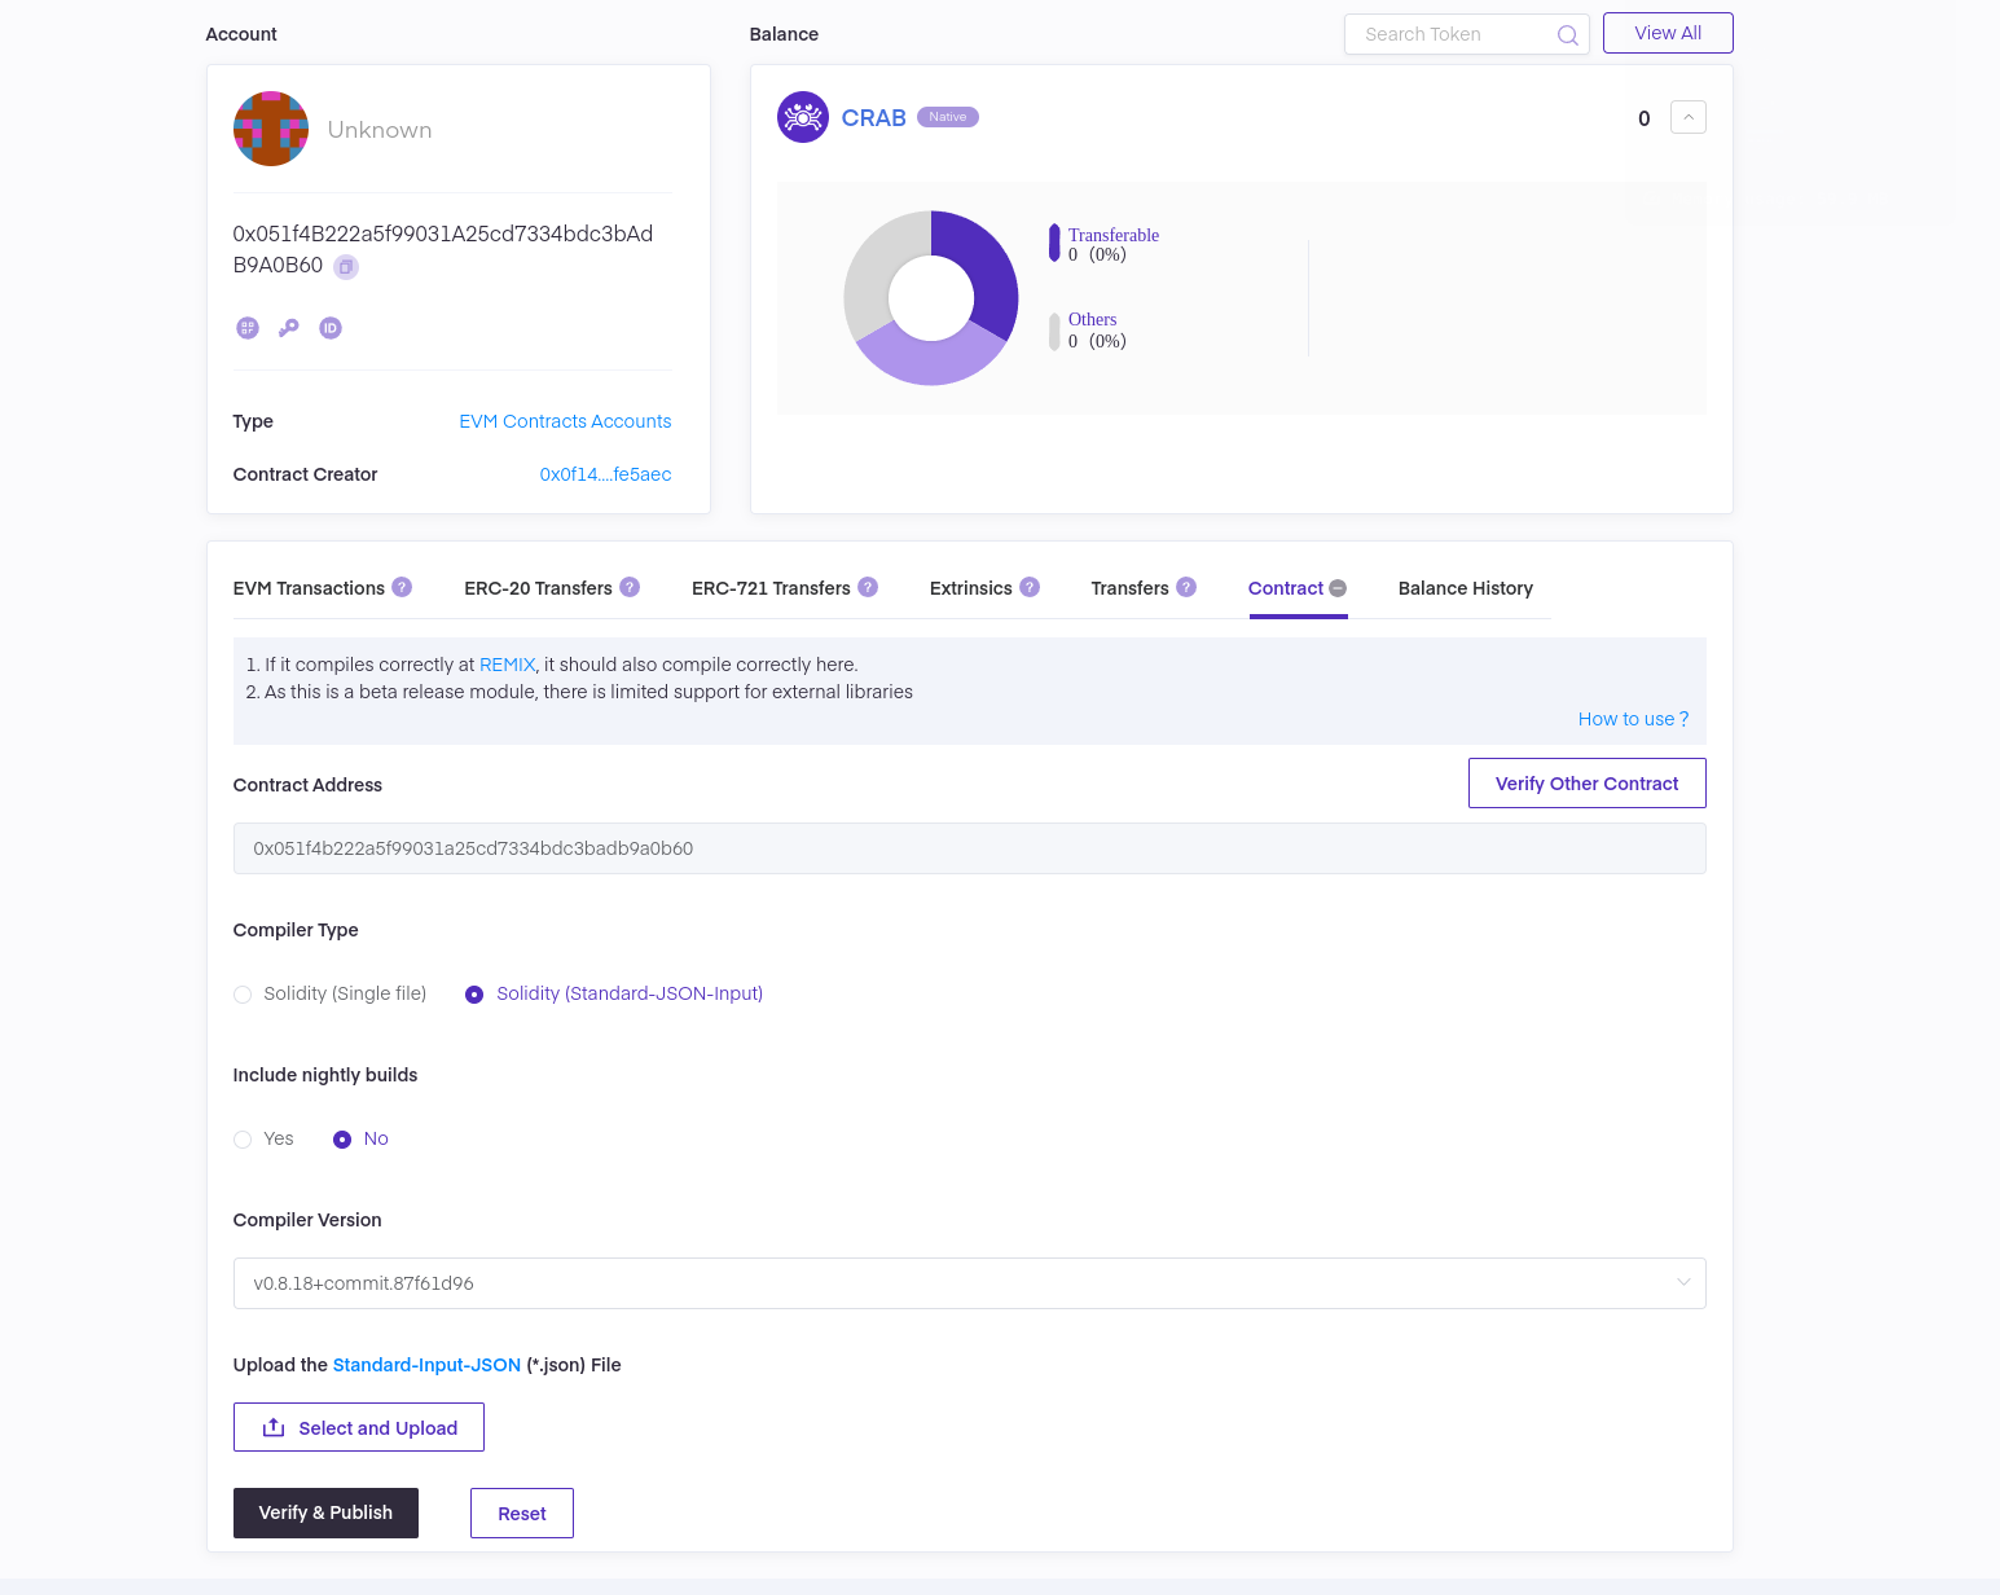 Account
Unknown
0x051f4B222a5f99031A25cd7334bdc3bAd
B9A0B60
ID
Type
EVM Contracts Accounts
Contract Creator
0x0f14....fe5aec
Balance
Search Token
View All
CRAB
Native
0
Transferable
0 (0%)
Others
0 (0%)
EVM Transactions ?
ERC-20 Transfers ?
ERC-721 Transfers ?
Extrinsics ?
Transfers ?
Contract
Balance History
1. If it compiles correctly at REMIX, it should also compile correctly here.
2. As this is a beta release module, there is limited support for external libraries
How to use ?
Contract Address
Verify Other Contract
0x051f4b222a5f99031a25cd7334bdc3badb9a0b60
Compiler Type
Solidity (Single file)
Solidity (Standard-JSON-Input)
Include nightly builds
Yes
No
Compiler Version
v0.8.18+commit.87f61d96
Upload the Standard-Input-JSON (*.json) File
Select and Upload
Verify & Publish
Reset